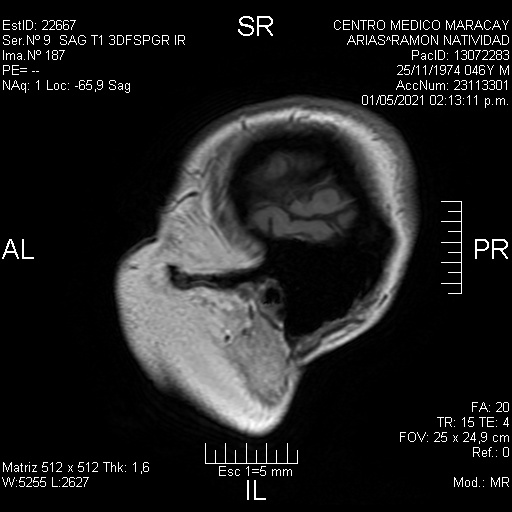 EstID: 22667
Ser.Nº 9 SAG T1 3DFSPGR IR
Ima.Nº 187
PE= --
NAq: 1 Loc: -65,9 Sag
SR
CENTRO MEDICO MARACAY
ARIAS^RAMON NATIVIDAD
PacID: 13072283
25/11/1974 046Y M
AccNum: 23113301
01/05/2021 02:13:11 p.m.
AL
PR
FA: 20
TR: 15 TE: 4
FOV: 25 x 24,9 cm
Ref.: 0
Matriz 512 x 512 Thk: 1,6
W:5255 L:2627
Esc 1=5 mm
IL
Mod.: MR